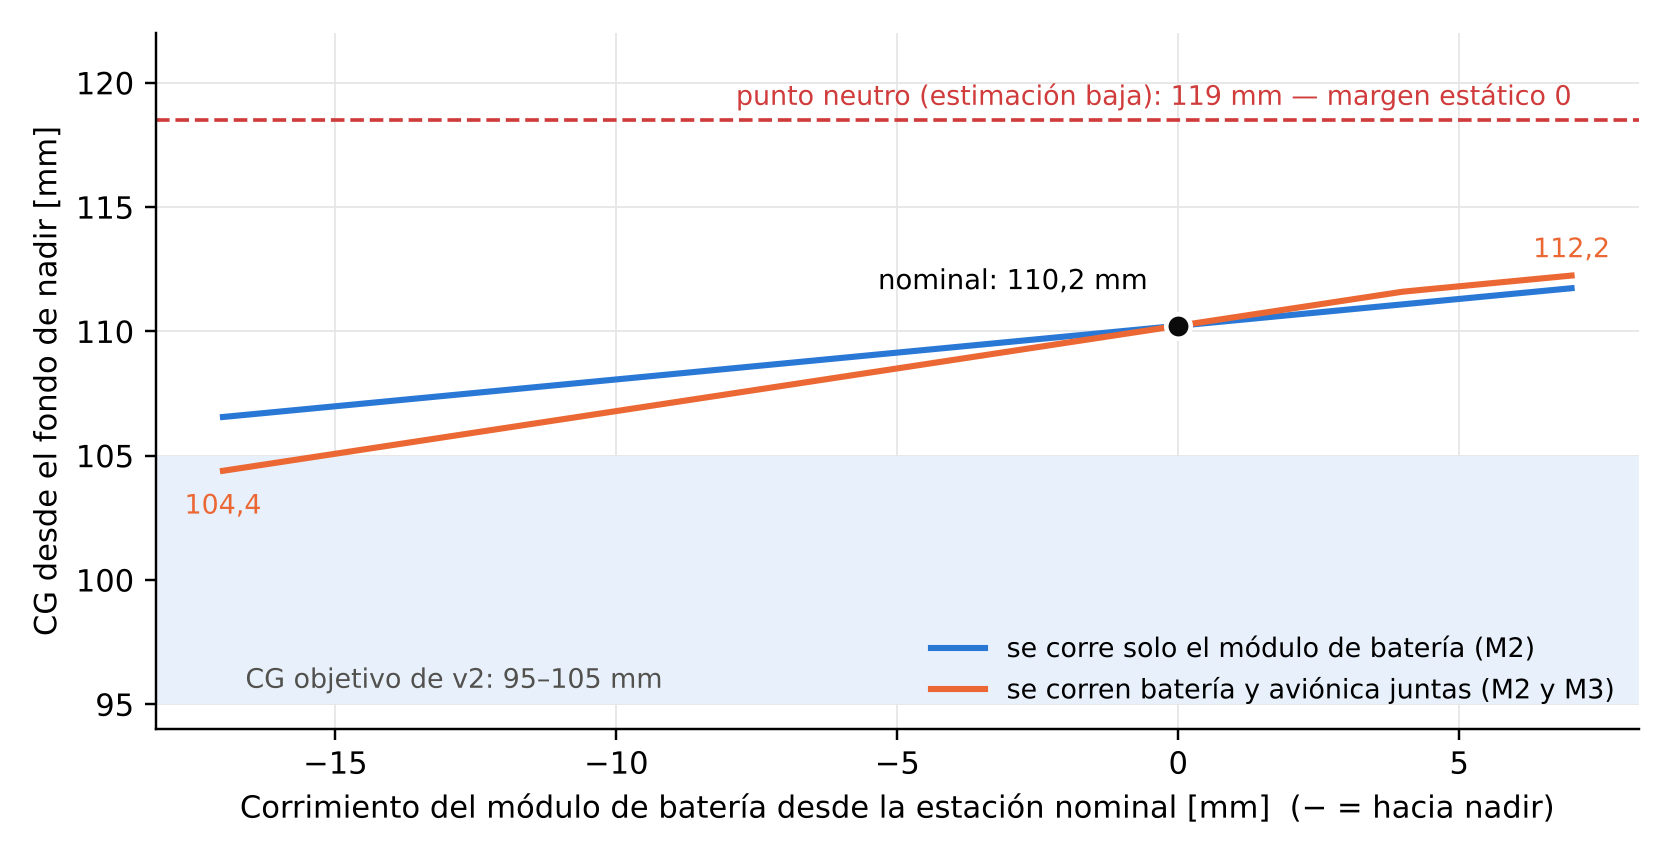 120
115
110
105
100
95
CG desde el fondo de nadir [mm]
punto neutro (estimación baja): 119 mm — margen estático 0
112,2
nominal: 110,2 mm
104,4
CG objetivo de v2: 95–105 mm
se corre solo el módulo de batería (M2)
se corren batería y aviónica juntas (M2 y M3)
−15
−10
−5
0
5
Corrimiento del módulo de batería desde la estación nominal [mm]  (− = hacia nadir)